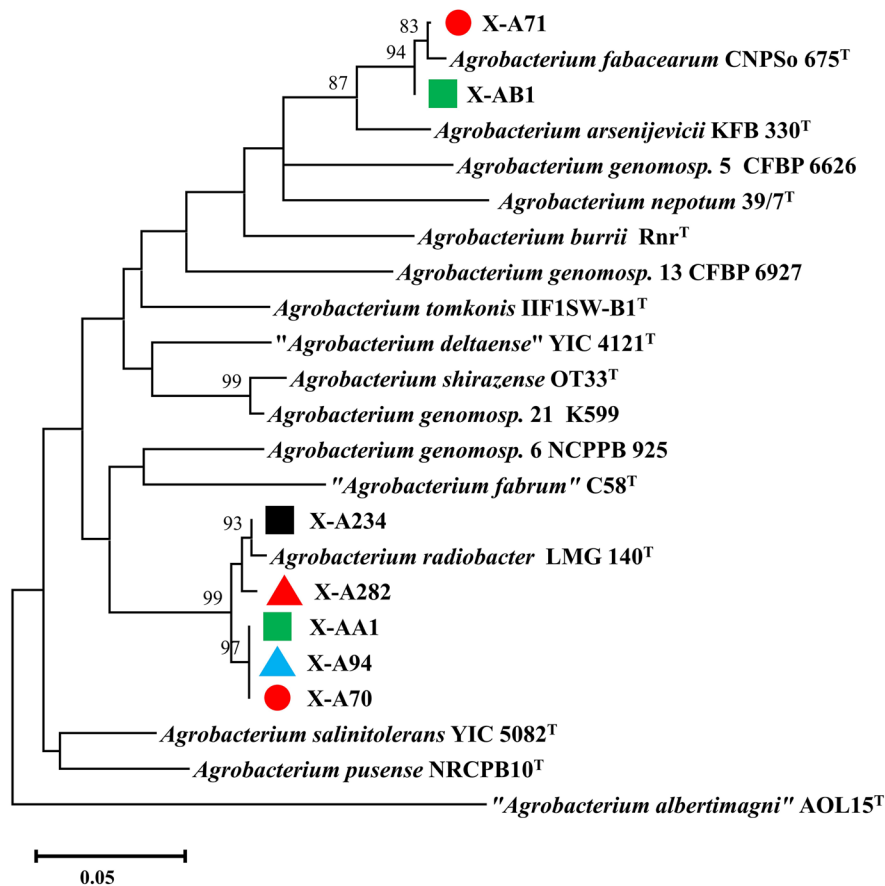 83
X-A71
94
Agrobacterium fabacearum CNPSo 675T
87
X-AB1
Agrobacterium arsenijevicii KFB 330T
Agrobacterium genomosp. 5 CFBP 6626
Agrobacterium nepotum 39/7T
Agrobacterium burrii Rnr T
Agrobacterium genomosp. 13 CFBP 6927
Agrobacterium tomkonis IIF1SW-B1T
"Agrobacterium deltaense" YIC 4121T
99
Agrobacterium shirazense OT33T
Agrobacterium genomosp. 21 K599
Agrobacterium genomosp. 6 NCPPB 925
"Agrobacterium fabrum" C58T
93
X-A234
Agrobacterium radiobacter LMG 140T
99
X-A282
X-AA1
97
X-A94
X-A70
Agrobacterium salinitolerans YIC 5082T
Agrobacterium pusense NRCPB10T
"Agrobacterium albertimagni" AOL15T
0.05